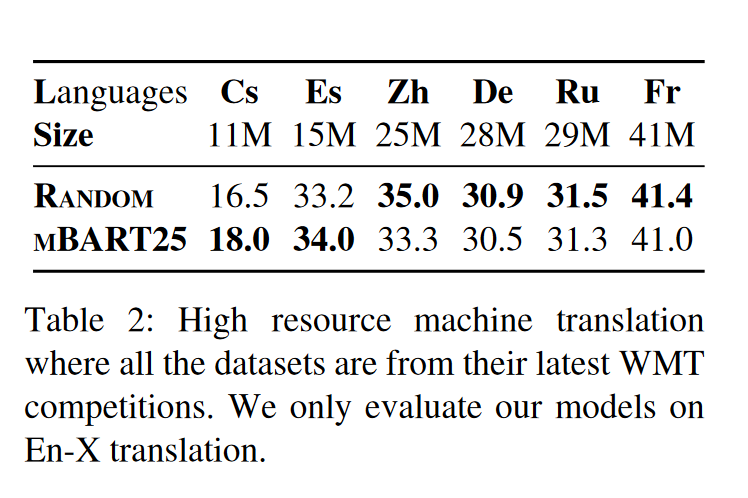 Languages Cs Es Zh De Ru Fr
Size 11M 15M 25M 28M 29M 41M
RANDOM 16.5 33.2 35.0 30.9 31.5 41.4
MBART25 18.0 34.0 33.3 30.5 31.3 41.0
Table 2: High resource machine translation
where all the datasets are from their latest WMT
competitions. We only evaluate our models on
En-X translation.